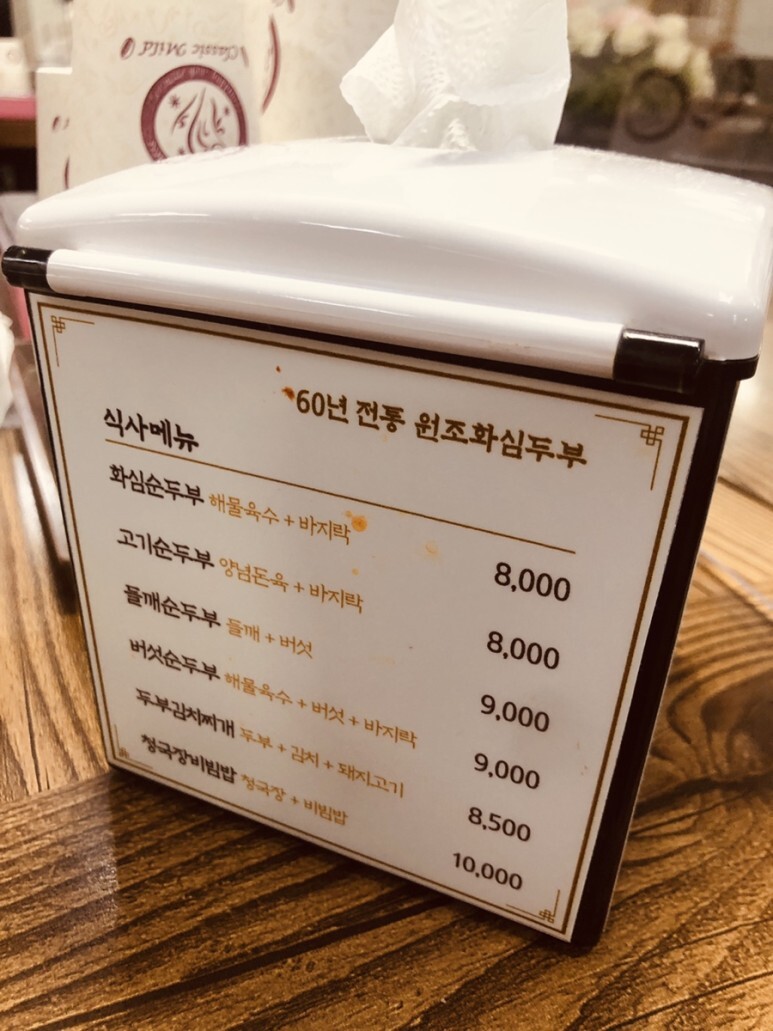 Classic Mild
60년 전통 원조화심두부
식사메뉴
화심순두부 해물육수 + 바지락 8,000
고기순두부 양념돈육 + 바지락 8,000
들깨순두부 들깨 + 버섯 9,000
버섯순두부 해물육수 + 버섯 + 바지락 9,000
두부김치찌개 두부 + 김치 + 돼지고기 8,500
청국장비빔밥 청국장 + 비빔밥 10,000